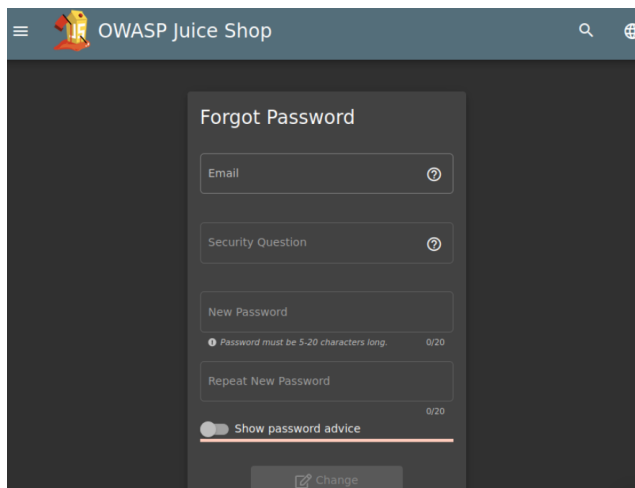 OWASP Juice Shop
Forgot Password
Email
Security Question
New Password
Password must be 5-20 characters long. 0/20
Repeat New Password
0/20
Show password advice
Change